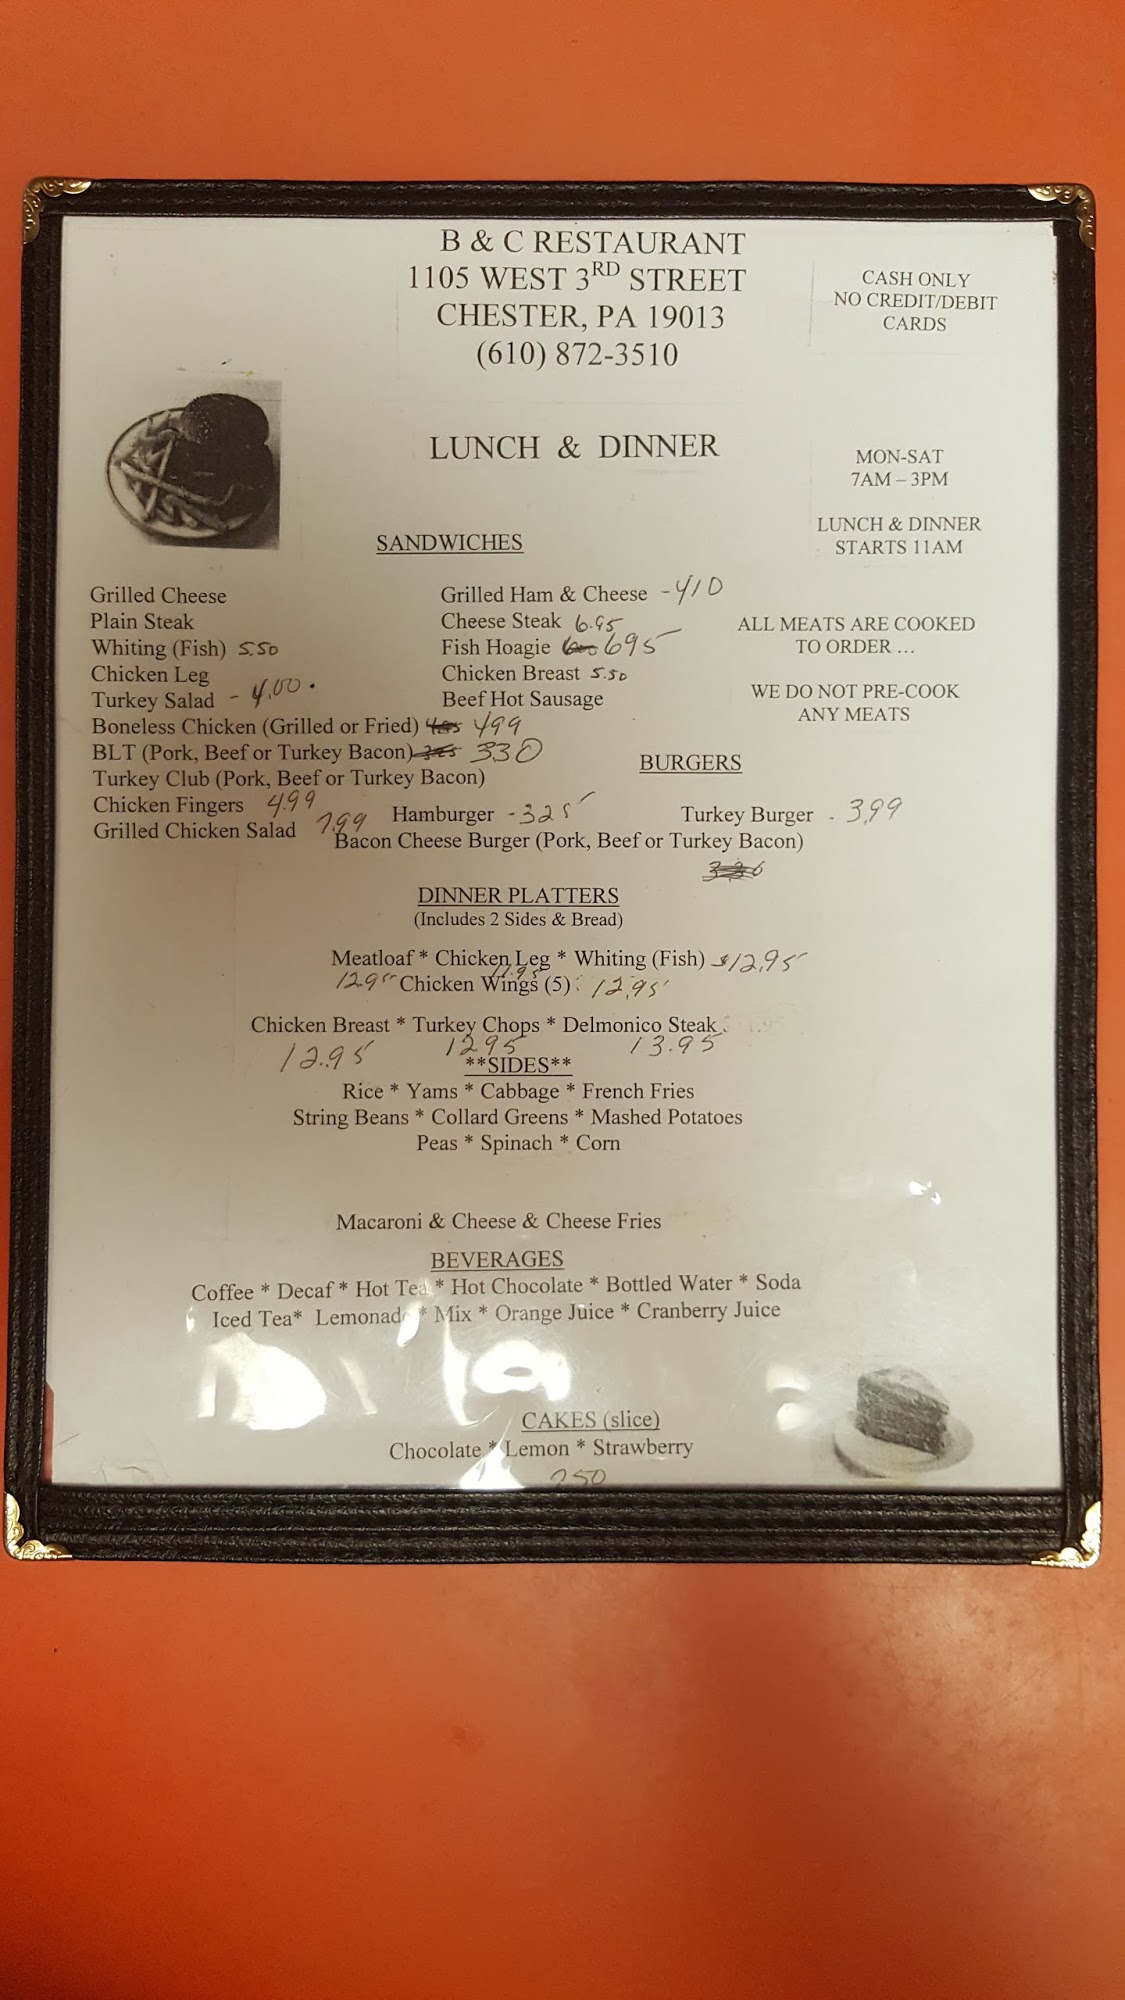 B & C RESTAURANT
1105 WEST 3RD STREET
CHESTER, PA 19013
(610) 872-3510
CASH ONLY
NO CREDIT/DEBIT
CARDS
LUNCH & DINNER
MON-SAT
7AM – 3PM
LUNCH & DINNER
STARTS 11AM
ALL MEATS ARE COOKED
TO ORDER …
WE DO NOT PRE-COOK
ANY MEATS
SANDWICHES
Grilled Cheese
Plain Steak
Whiting (Fish) 5.50
Chicken Leg
Turkey Salad - 4.00.
Grilled Ham & Cheese - 410
Cheese Steak 6.95
Fish Hoagie 695
Chicken Breast 5.50
Beef Hot Sausage
Boneless Chicken (Grilled or Fried) 499
BLT (Pork, Beef or Turkey Bacon) 330
Turkey Club (Pork, Beef or Turkey Bacon)
Chicken Fingers 4.99
Grilled Chicken Salad 7.99
BURGERS
Hamburger - 325
Turkey Burger - 3,99
Bacon Cheese Burger (Pork, Beef or Turkey Bacon)
DINNER PLATTERS
(Includes 2 Sides & Bread)
Meatloaf * Chicken Leg * Whiting (Fish) $12,95
12.95 Chicken Wings (5) 12,95
11.95
Chicken Breast * Turkey Chops * Delmonico Steak
12.95 12.95 13.95
**SIDES**
Rice * Yams * Cabbage * French Fries
String Beans * Collard Greens * Mashed Potatoes
Peas * Spinach * Corn
Macaroni & Cheese & Cheese Fries
BEVERAGES
Coffee * Decaf * Hot Tea * Hot Chocolate * Bottled Water * Soda
Iced Tea* Lemonade * Mix * Orange Juice * Cranberry Juice
CAKES (slice)
Chocolate * Lemon * Strawberry